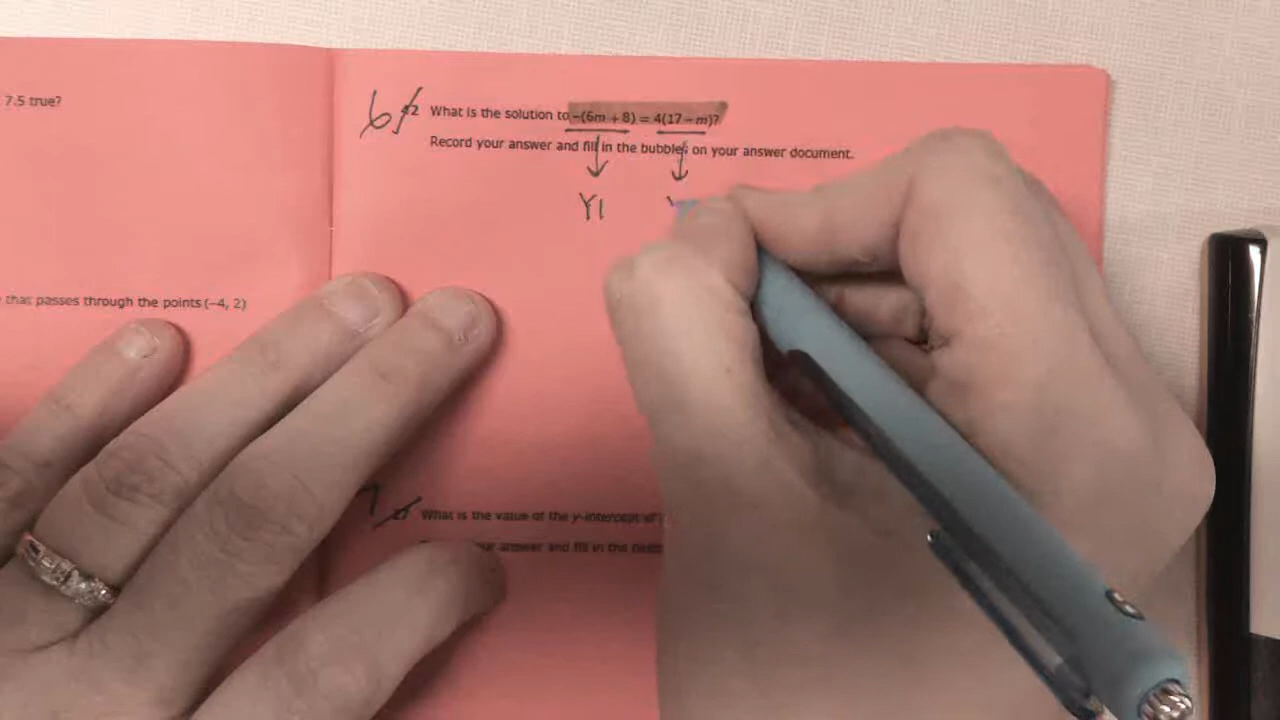 7.5 true?
6 42 What is the solution to −(6m + 8) = 4(17 − m)?
Record your answer and fill in the bubbles on your answer document.
Y1
that passes through the points (−4, 2)
7 What is the value of the y-intercept of
your answer and fill in the